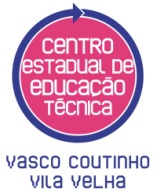 CENTRO
ESTADUAL DE
EDUCAÇÃO
TÉCNICA
VASCO COUTINHO
VILA VELHA